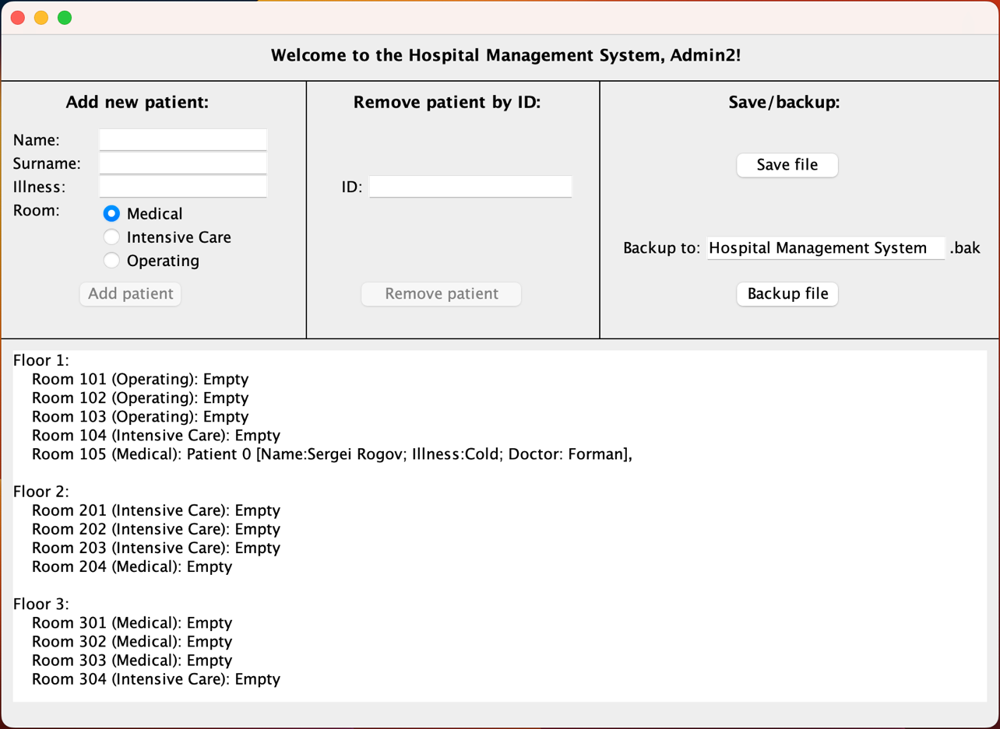 Welcome to the Hospital Management System, Admin2!
Add new patient:
Name:
Surname:
Illness:
Room:
Medical
Intensive Care
Operating
Add patient
Remove patient by ID:
ID:
Remove patient
Save/backup:
Save file
Backup to: Hospital Management System .bak
Backup file
Floor 1:
Room 101 (Operating): Empty
Room 102 (Operating): Empty
Room 103 (Operating): Empty
Room 104 (Intensive Care): Empty
Room 105 (Medical): Patient 0 [Name:Sergei Rogov; Illness:Cold; Doctor: Forman],
Floor 2:
Room 201 (Intensive Care): Empty
Room 202 (Intensive Care): Empty
Room 203 (Intensive Care): Empty
Room 204 (Medical): Empty
Floor 3:
Room 301 (Medical): Empty
Room 302 (Medical): Empty
Room 303 (Medical): Empty
Room 304 (Intensive Care): Empty